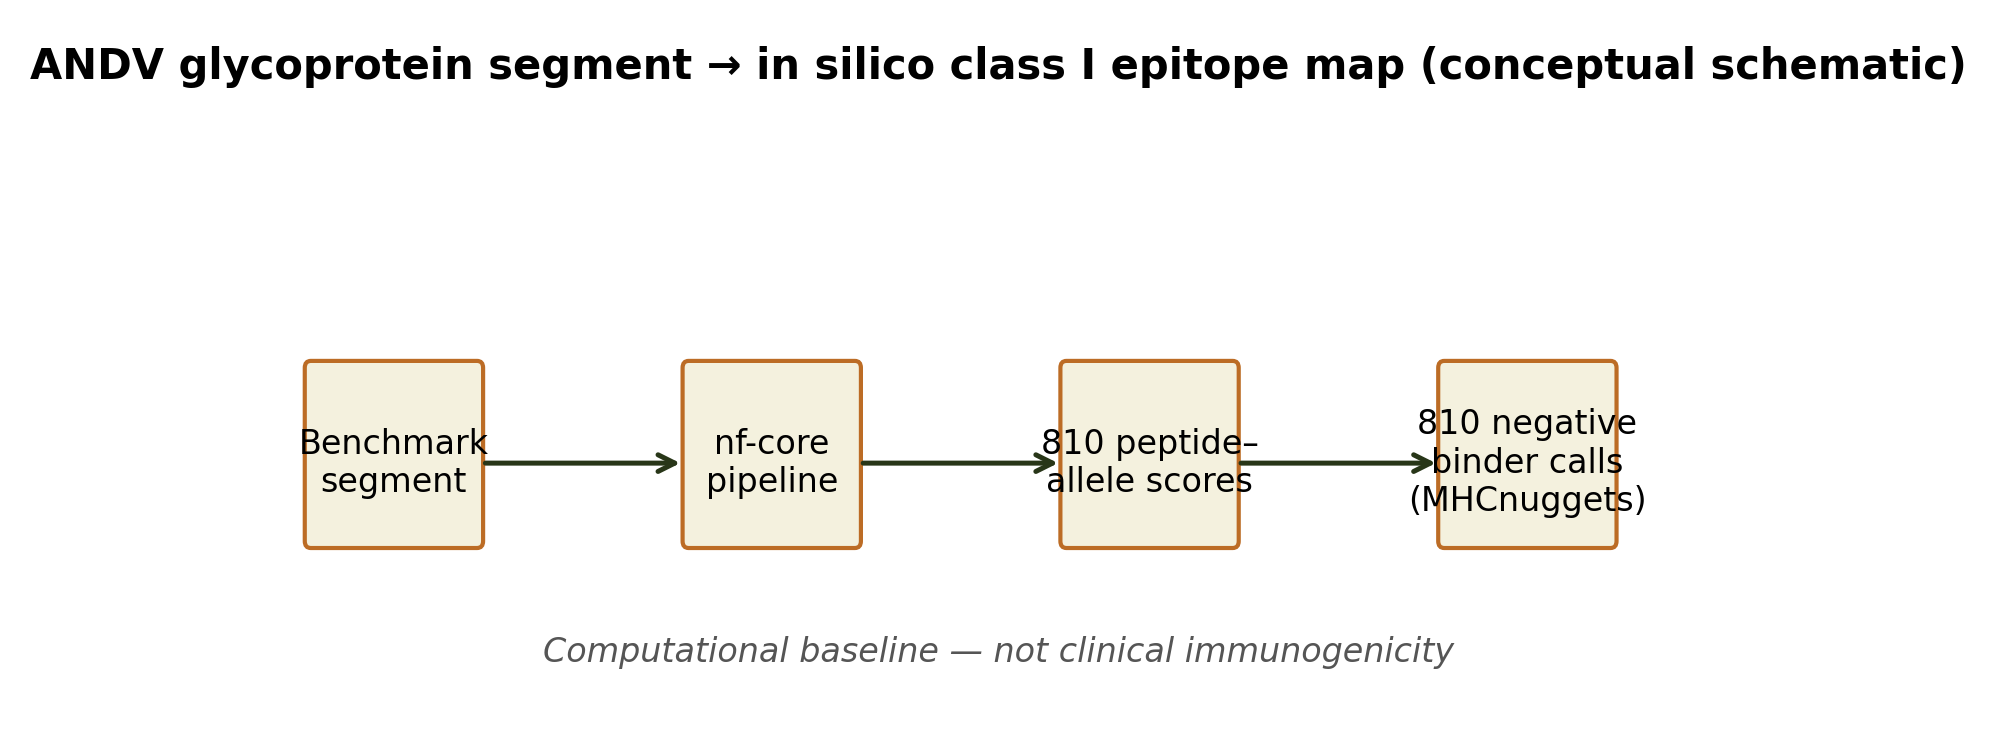 ANDV glycoprotein segment → in silico class I epitope map (conceptual schematic)
Benchmark
segment
nf-core
pipeline
810 peptide–
allele scores
810 negative
binder calls
(MHCnuggets)
Computational baseline — not clinical immunogenicity